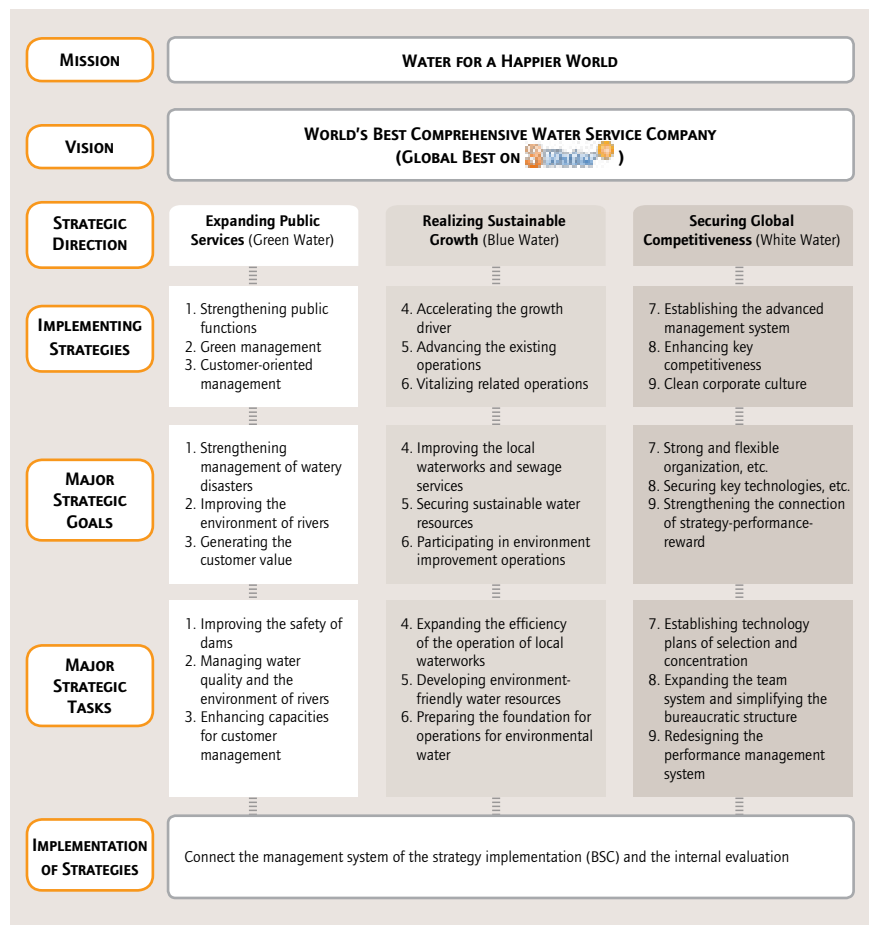 MISSION
WATER FOR A HAPPIER WORLD
VISION
WORLD'S BEST COMPREHENSIVE WATER SERVICE COMPANY
(GLOBAL BEST ON 3 Water )
STRATEGIC
DIRECTION
Expanding Public
Services (Green Water)
Realizing Sustainable
Growth (Blue Water)
Securing Global
Competitiveness (White Water)
IMPLEMENTING
STRATEGIES
1. Strengthening public
functions
2. Green management
3. Customer-oriented
management
4. Accelerating the growth
driver
5. Advancing the existing
operations
6. Vitalizing related operations
7. Establishing the advanced
management system
8. Enhancing key
competitiveness
9. Clean corporate culture
MAJOR
STRATEGIC
GOALS
1. Strengthening
management of watery
disasters
2. Improving the
environment of rivers
3. Generating the
customer value
4. Improving the local
waterworks and sewage
services
5. Securing sustainable water
resources
6. Participating in environment
improvement operations
7. Strong and flexible
organization, etc.
8. Securing key technologies, etc.
9. Strengthening the connection
of strategy-performance-
reward
MAJOR
STRATEGIC
TASKS
1. Improving the safety of
dams
2. Managing water
quality and the
environment of rivers
3. Enhancing capacities
for customer
management
4. Expanding the efficiency
of the operation of local
waterworks
5. Developing environment-
friendly water resources
6. Preparing the foundation for
operations for environmental
water
7. Establishing technology
plans of selection and
concentration
8. Expanding the team
system and simplifying the
bureaucratic structure
9. Redesigning the
performance management
system
IMPLEMENTATION
OF STRATEGIES
Connect the management system of the strategy implementation (BSC) and the internal evaluation